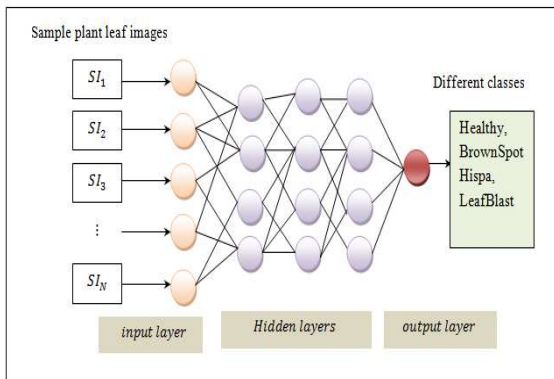 Sample plant leaf images
SI₁
SI₂
SI₃
⋮
SI_N
Different classes
Healthy,
BrownSpot
Hispa,
LeafBlast
input layer
Hidden layers
output layer